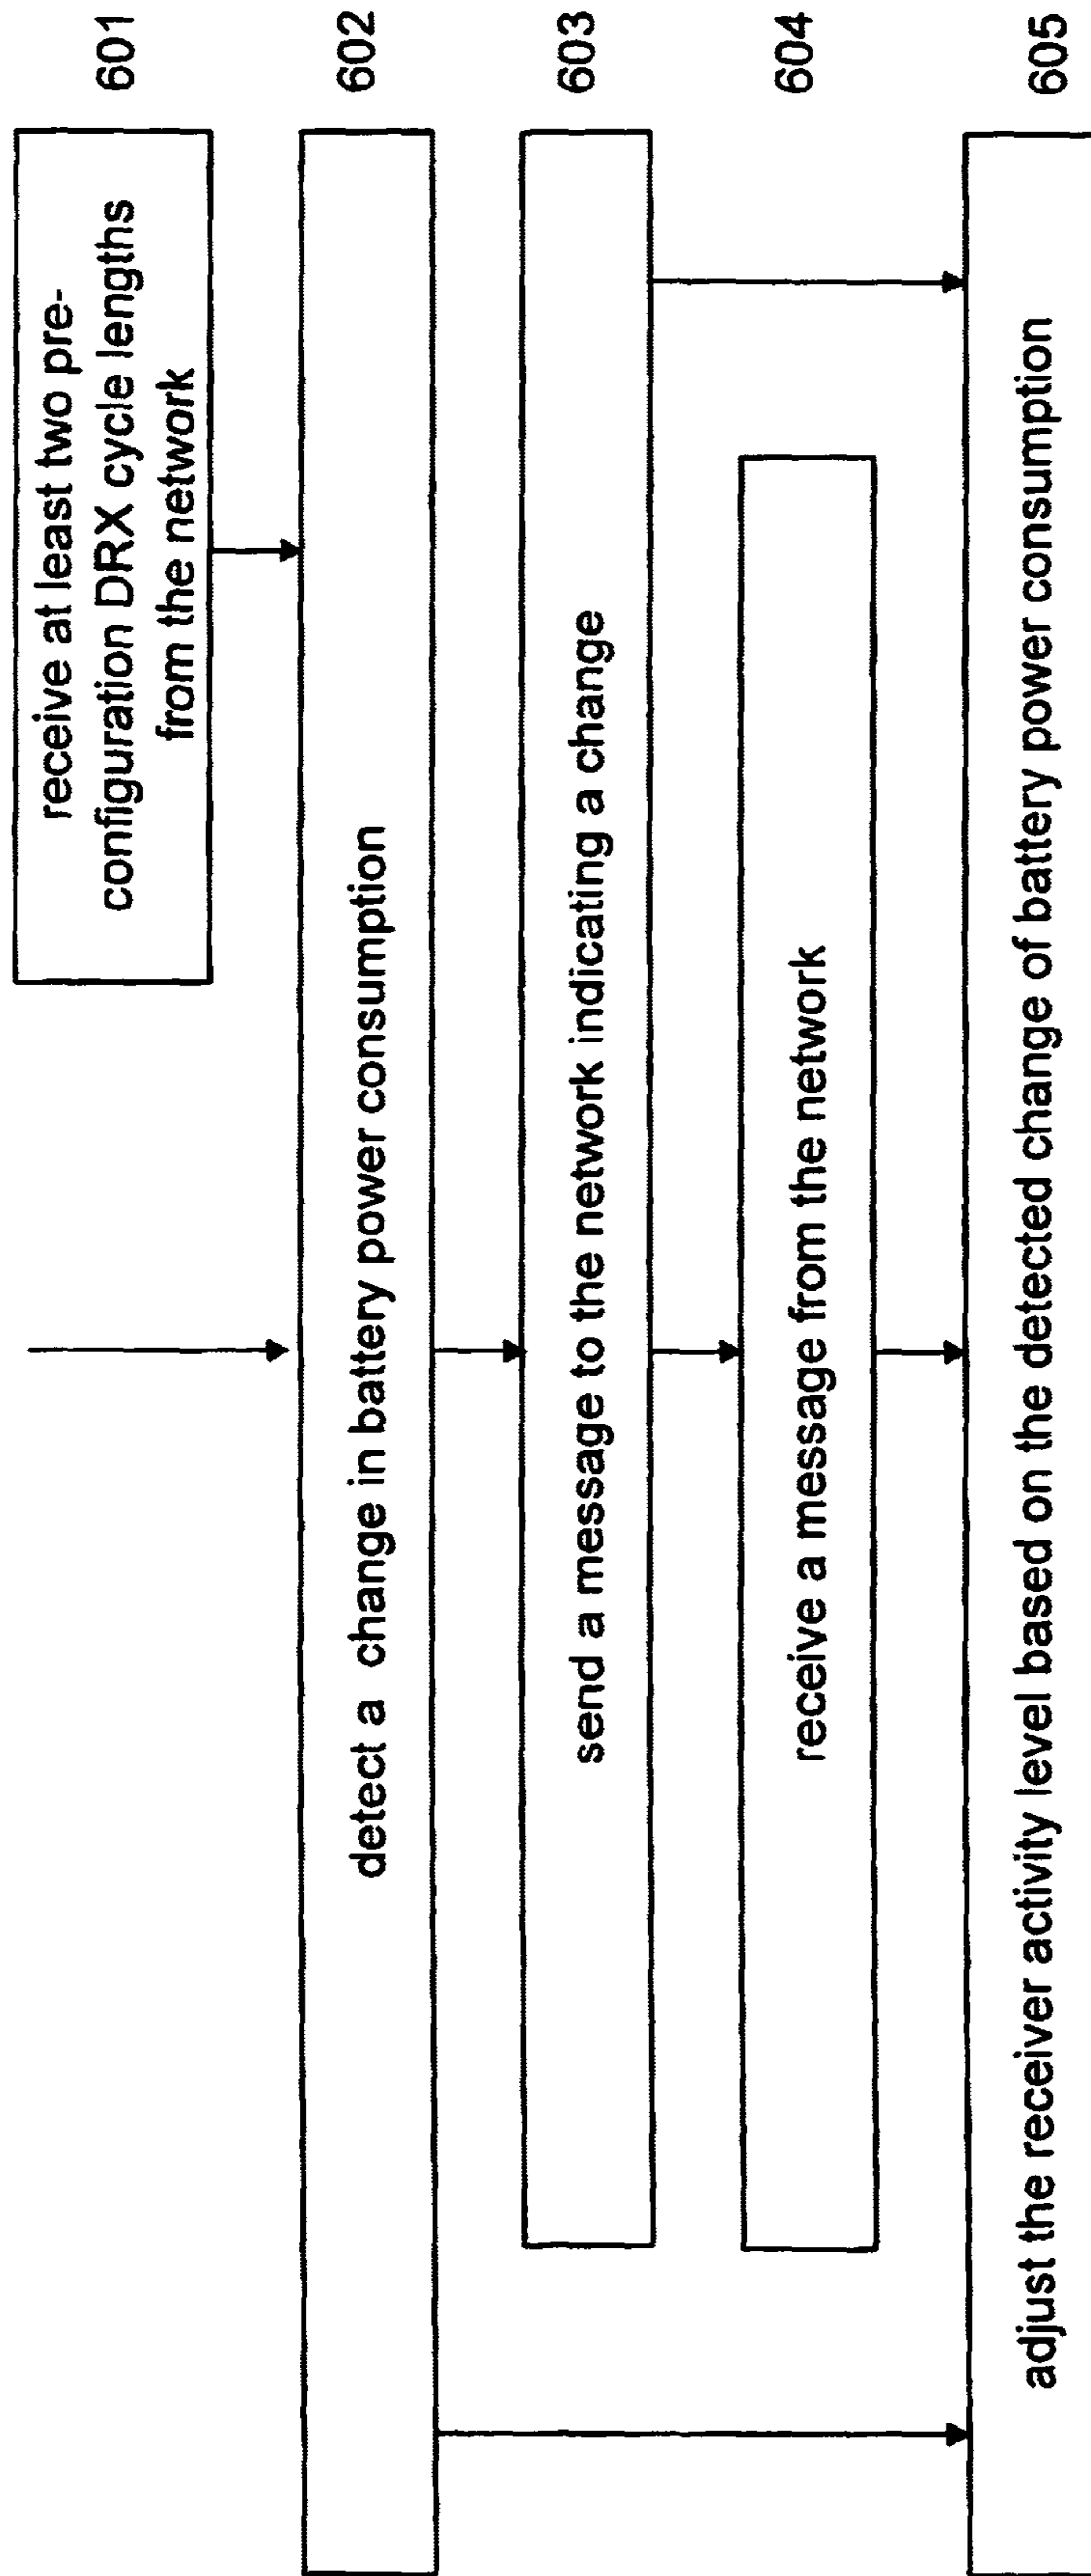 receive at least two pre-
configuration DRX cycle lengths
from the network
601
detect a change in battery power consumption
602
send a message to the network indicating a change
603
receive a message from the network
604
adjust the receiver activity level based on the detected change of battery power consumption
605